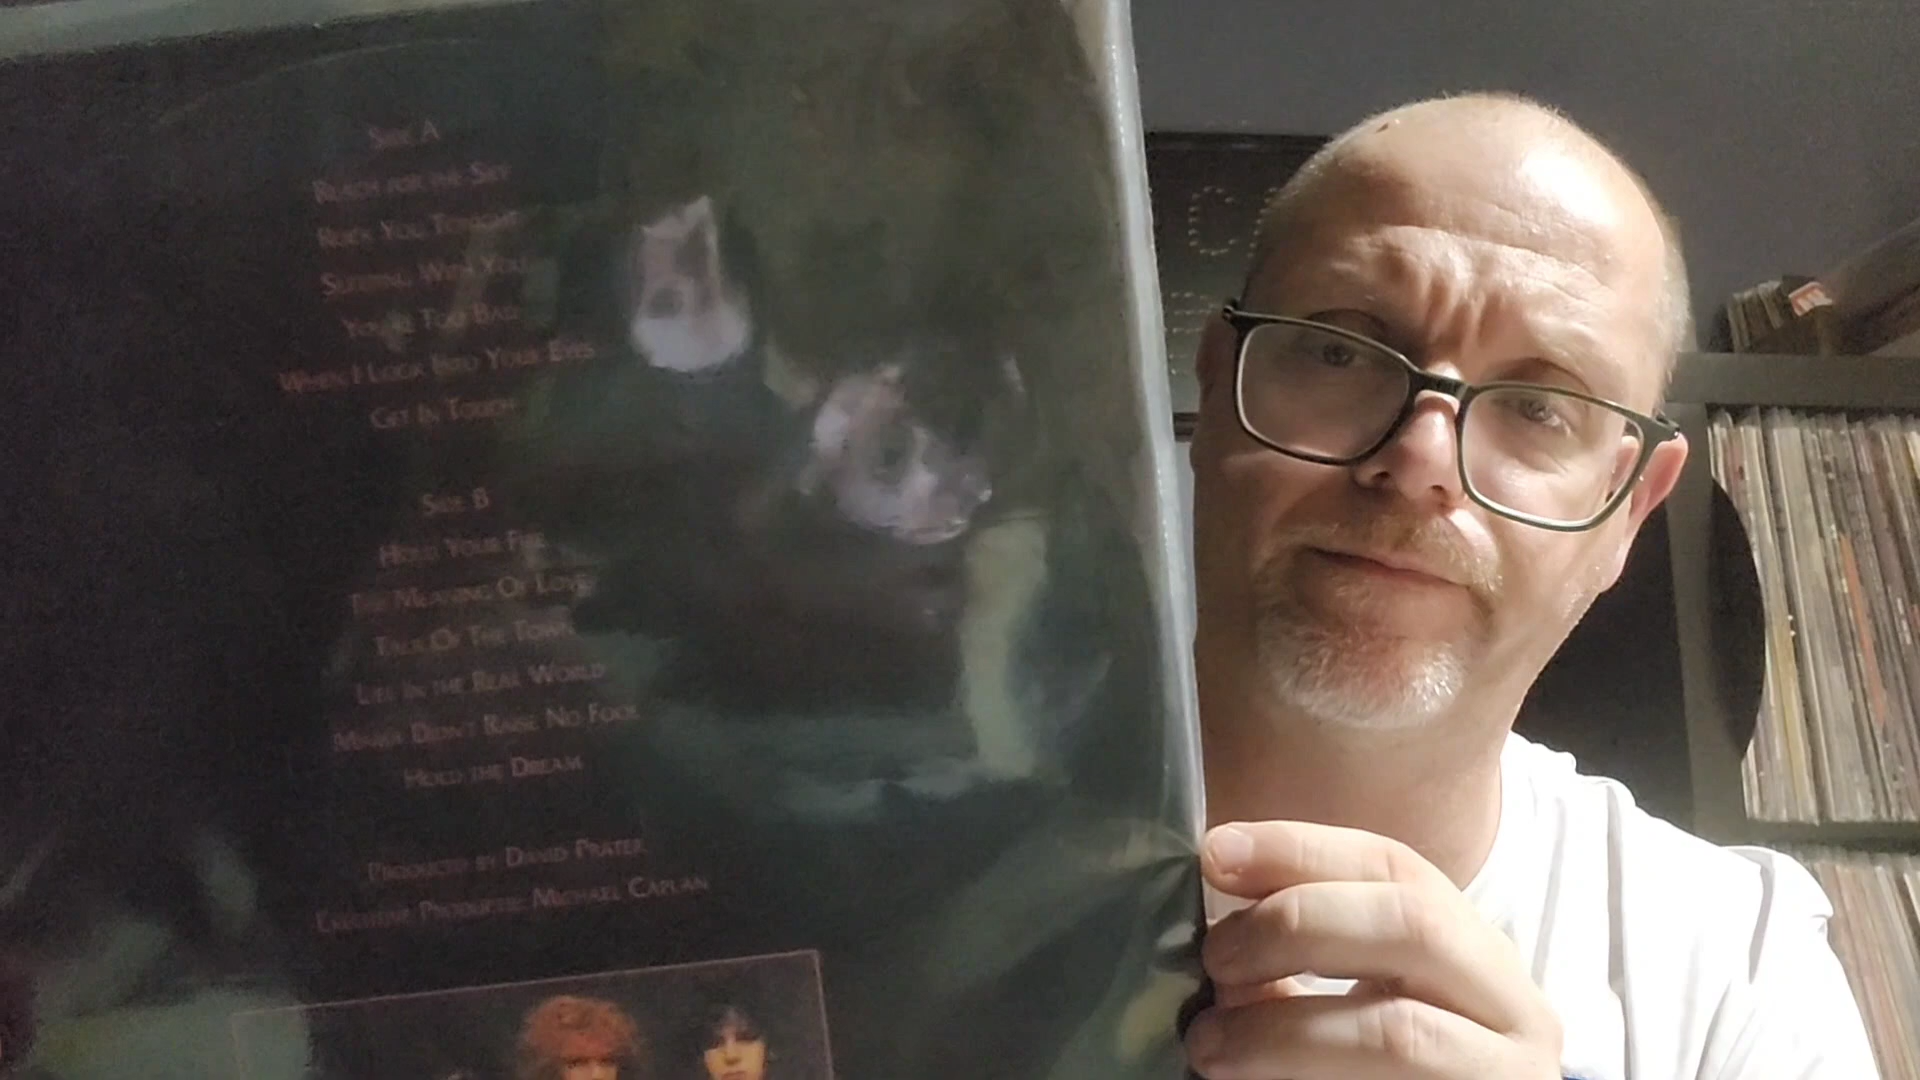 Side A
Reach for the Sky
Rock You Tonight
Sleeping With You
You're Too Bad
When I Look Into Your Eyes
Get In Touch
Side B
Hold Your Fire
The Meaning Of Love
Talk Of The Town
Life In the Real World
Mama Didn't Raise No Fool
Hold the Dream
Produced by David Prater
Executive Producer: Michael Caplan